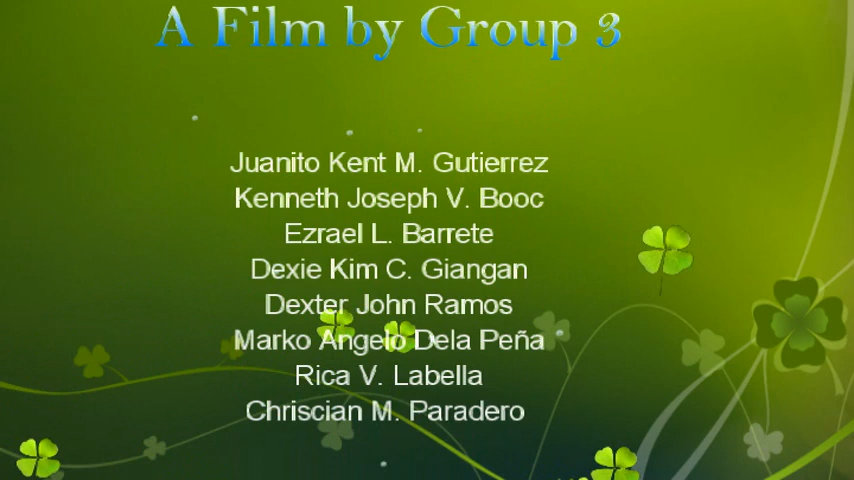 A Film by Group 3
Juanito Kent M. Gutierrez
Kenneth Joseph V. Booc
Ezrael L. Barrete
Dexie Kim C. Giangan
Dexter John Ramos
Marko Angelo Dela Peña
Rica V. Labella
Chriscian M. Paradero